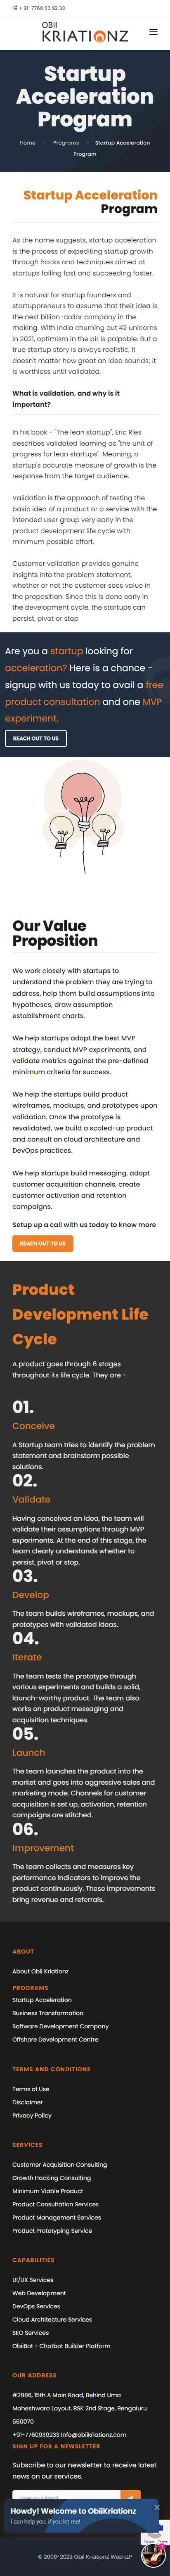 + 91-7760 93 92 33
OBII
KRIATIONZ
Startup
Acceleration
Program
Home
Programs
Startup Acceleration
Program
Startup Acceleration
Program
As the name suggests, startup acceleration
is the process of expediting startup growth
through hacks and techniques aimed at
startups failing fast and succeeding faster.
It is natural for startup founders and
startuppreneurs to assume that their idea is
the next billion-dollar company in the
making. With India churning out 42 unicorns
in 2021, optimism in the air is palpable. But a
true startup story is always realistic. It
doesn't matter how great an idea sounds; it
is worthless until validated.
What is validation, and why is it
important?
In his book - "The lean startup", Eric Ries
describes validated learning as "the unit of
progress for lean startups". Meaning, a
startup's accurate measure of growth is the
response from the target audience.
Validation is the approach of testing the
basic idea of a product or a service with the
intended user group very early in the
product development life cycle with
minimum possible effort.
Customer validation provides genuine
insights into the problem statement,
whether or not the customer sees value in
the proposition. Since this is done early in
the development cycle, the startups can
persist, pivot or stop
Are you a startup looking for
acceleration? Here is a chance -
signup with us today to avail a free
product consultation and one MVP
experiment.
REACH OUT TO US
Our Value
Proposition
We work closely with startups to
understand the problem they are trying to
address, help them build assumptions into
hypotheses, draw assumption
establishment charts.
We help startups adopt the best MVP
strategy, conduct MVP experiments, and
validate metrics against the pre-defined
minimum criteria for success.
We help the startups build product
wireframes, mockups, and prototypes upon
validation. Once the prototype is
revalidated, we build a scaled-up product
and consult on cloud architecture and
DevOps practices.
We help startups build messaging, adopt
customer acquisition channels, create
customer activation and retention
campaigns.
Setup up a call with us today to know more
REACH OUT TO US
Product
Development Life
Cycle
A product goes through 6 stages
throughout its life cycle. They are -
01.
Conceive
A Startup team tries to identify the problem
statement and brainstorm possible
solutions.
02.
Validate
Having conceived an idea, the team will
validate their assumptions through MVP
experiments. At the end of this stage, the
team clearly understands whether to
persist, pivot or stop.
03.
Develop
The team builds wireframes, mockups, and
prototypes with validated ideas.
04.
Iterate
The team tests the prototype through
various experiments and builds a solid,
launch-worthy product. The team also
works on product messaging and
acquisition techniques.
05.
Launch
The team launches the product into the
market and goes into aggressive sales and
marketing mode. Channels for customer
acquisition is set up, activation, retention
campaigns are stitched.
06.
Improvement
The team collects and measures key
performance indicators to improve the
product continuously. These improvements
bring revenue and referrals.
ABOUT
About Obii Kriationz
PROGRAMS
Startup Acceleration
Business Transformation
Software Development Company
Offshore Development Centre
TERMS AND CONDITIONS
Terms of Use
Disclaimer
Privacy Policy
SERVICES
Customer Acquisition Consulting
Growth Hacking Consulting
Minimum Viable Product
Product Consultation Services
Product Management Services
Product Prototyping Service
CAPABILITIES
UI/UX Services
Web Development
DevOps Services
Cloud Architecture Services
SEO Services
ObiiBot - Chatbot Builder Platform
OUR ADDRESS
#2886, 15th A Main Road, Behind Uma
Maheshwara Layout, BSK 2nd Stage, Bengaluru
560070
+91-7760939233 Info@obiikriationz.com
SIGN UP FOR A NEWSLETTER
Subscribe to our newsletter to receive latest
news on our services.
Howdy! Welcome to ObiiKriationz
I can help you, if you let me!
© 2009-2023 Obii KriationZ Web LLP